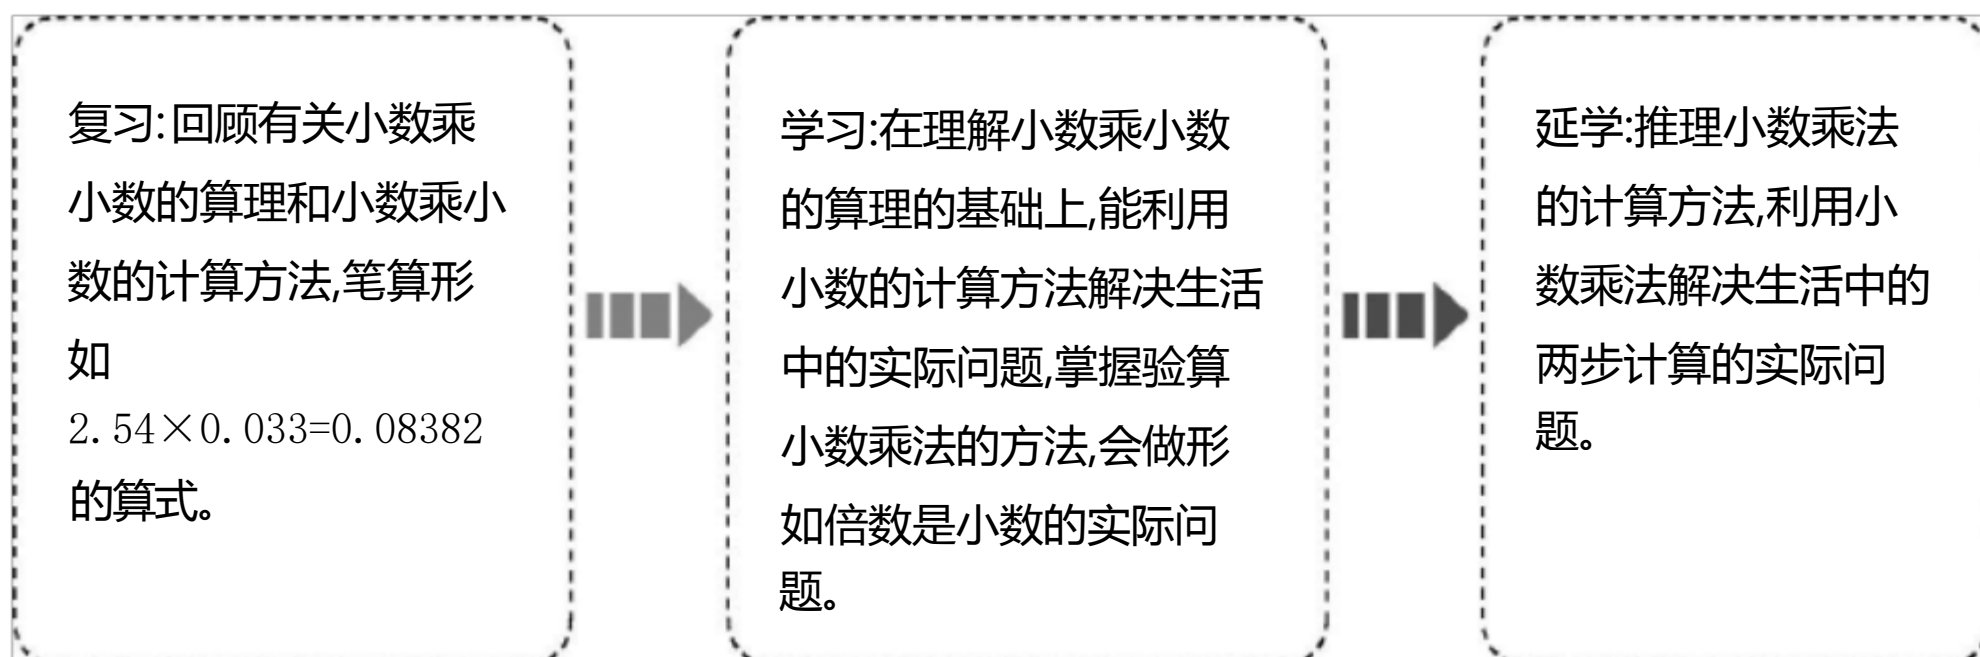 复习:回顾有关小数乘
小数的算理和小数乘小
数的计算方法,笔算形
如
2.54×0.033=0.08382
的算式。
学习:在理解小数乘小数
的算理的基础上,能利用
小数的计算方法解决生活
中的实际问题,掌握验算
小数乘法的方法,会做形
如倍数是小数的实际问
题。
延学:推理小数乘法
的计算方法,利用小
数乘法解决生活中的
两步计算的实际问
题。